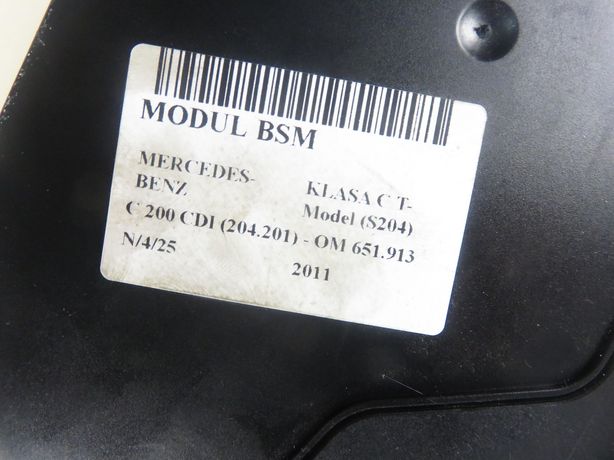 MODUL BSM
MERCEDES-
BENZ
KLASA C T-
Model (S204)
C 200 CDI (204.201) - OM 651.913
N/4/25
2011